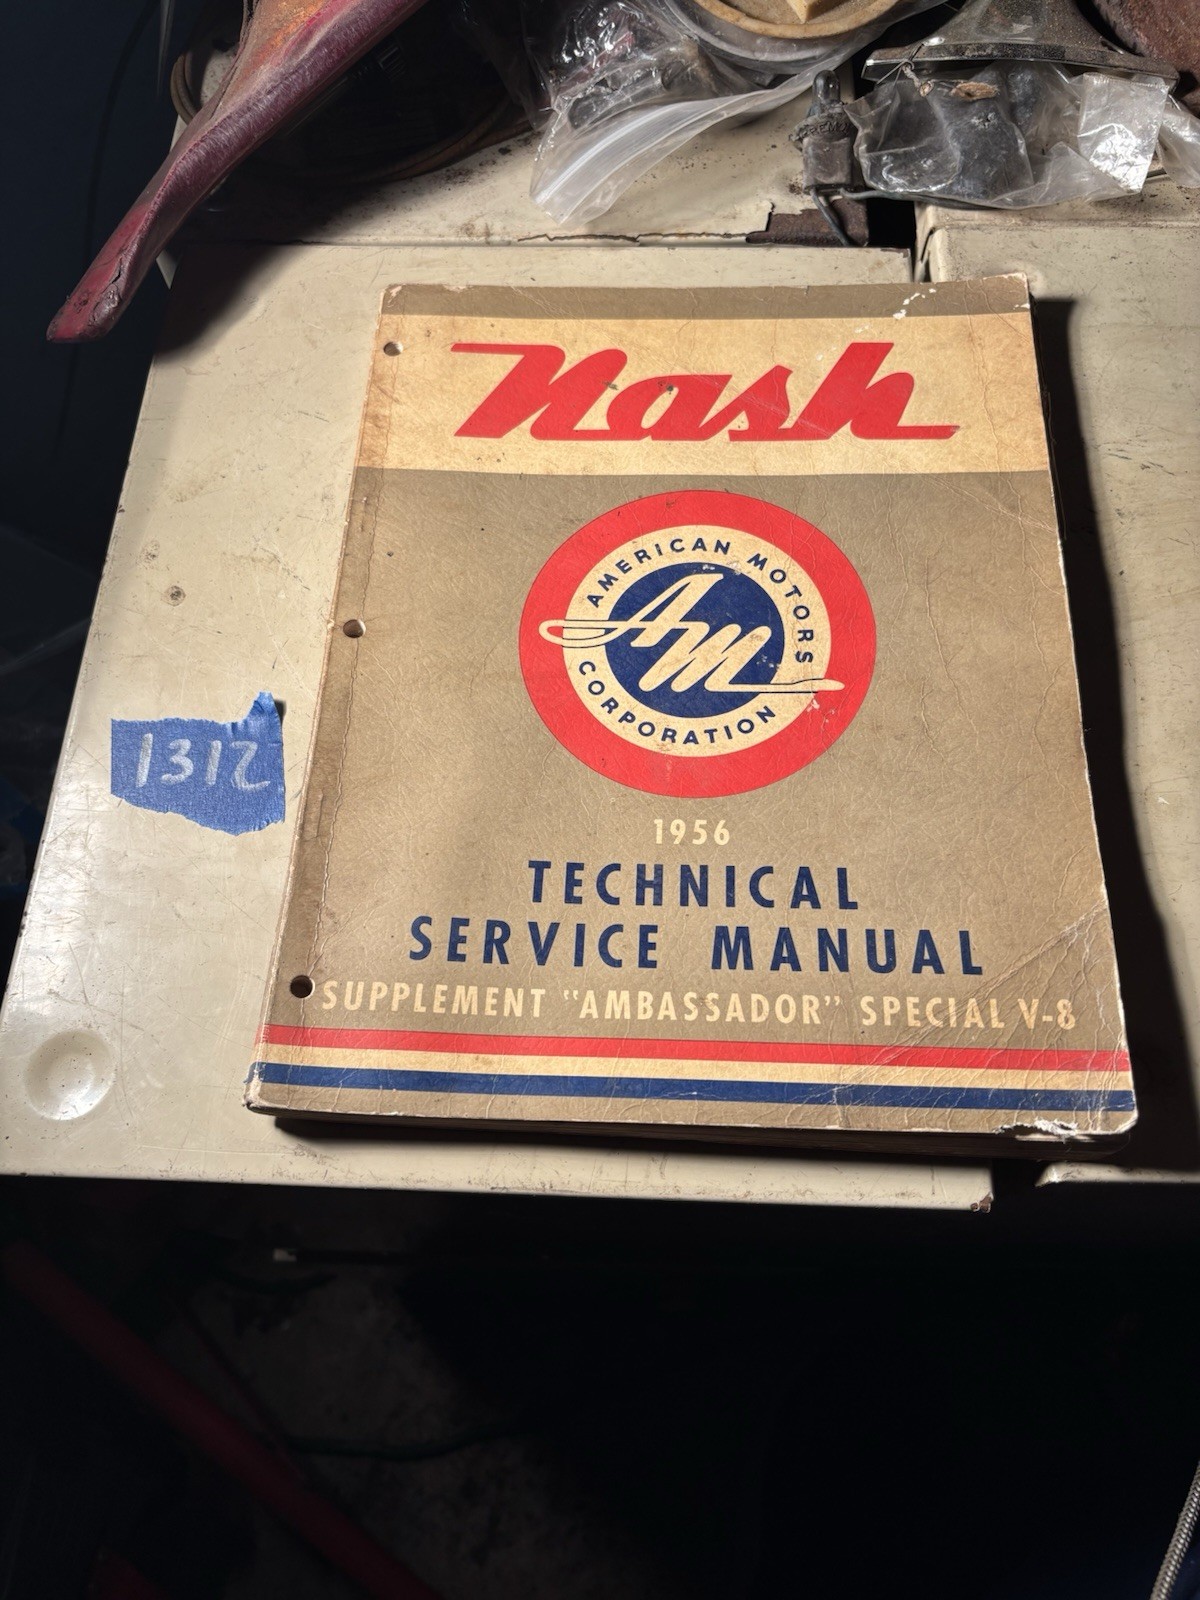 Nash
AMERICAN MOTORS
AM
CORPORATION
1312
1956
TECHNICAL
SERVICE MANUAL
SUPPLEMENT "AMBASSADOR" SPECIAL V-8